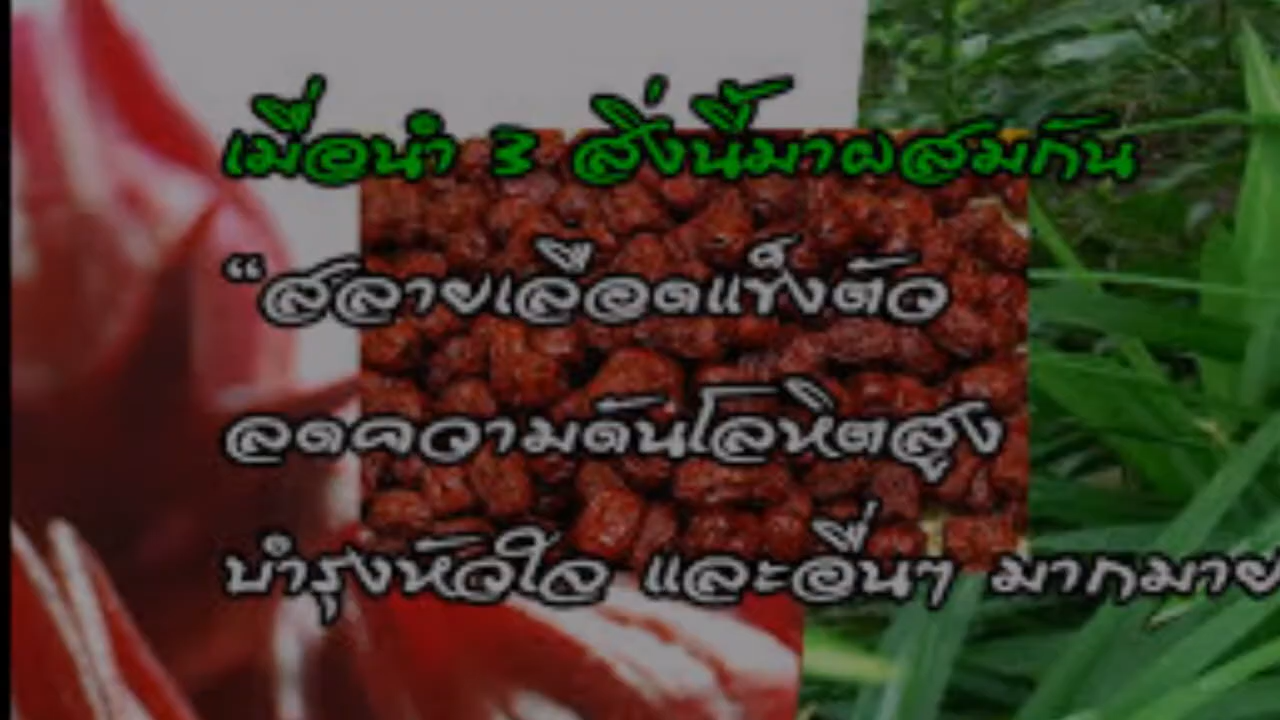 เมื่อนำ 3 สิ่งนี้มาผสมกัน
“สลายเลือดแข็งตัว
ลดความดันโลหิตสูง
บำรุงหัวใจ และอื่นๆ มากมาย